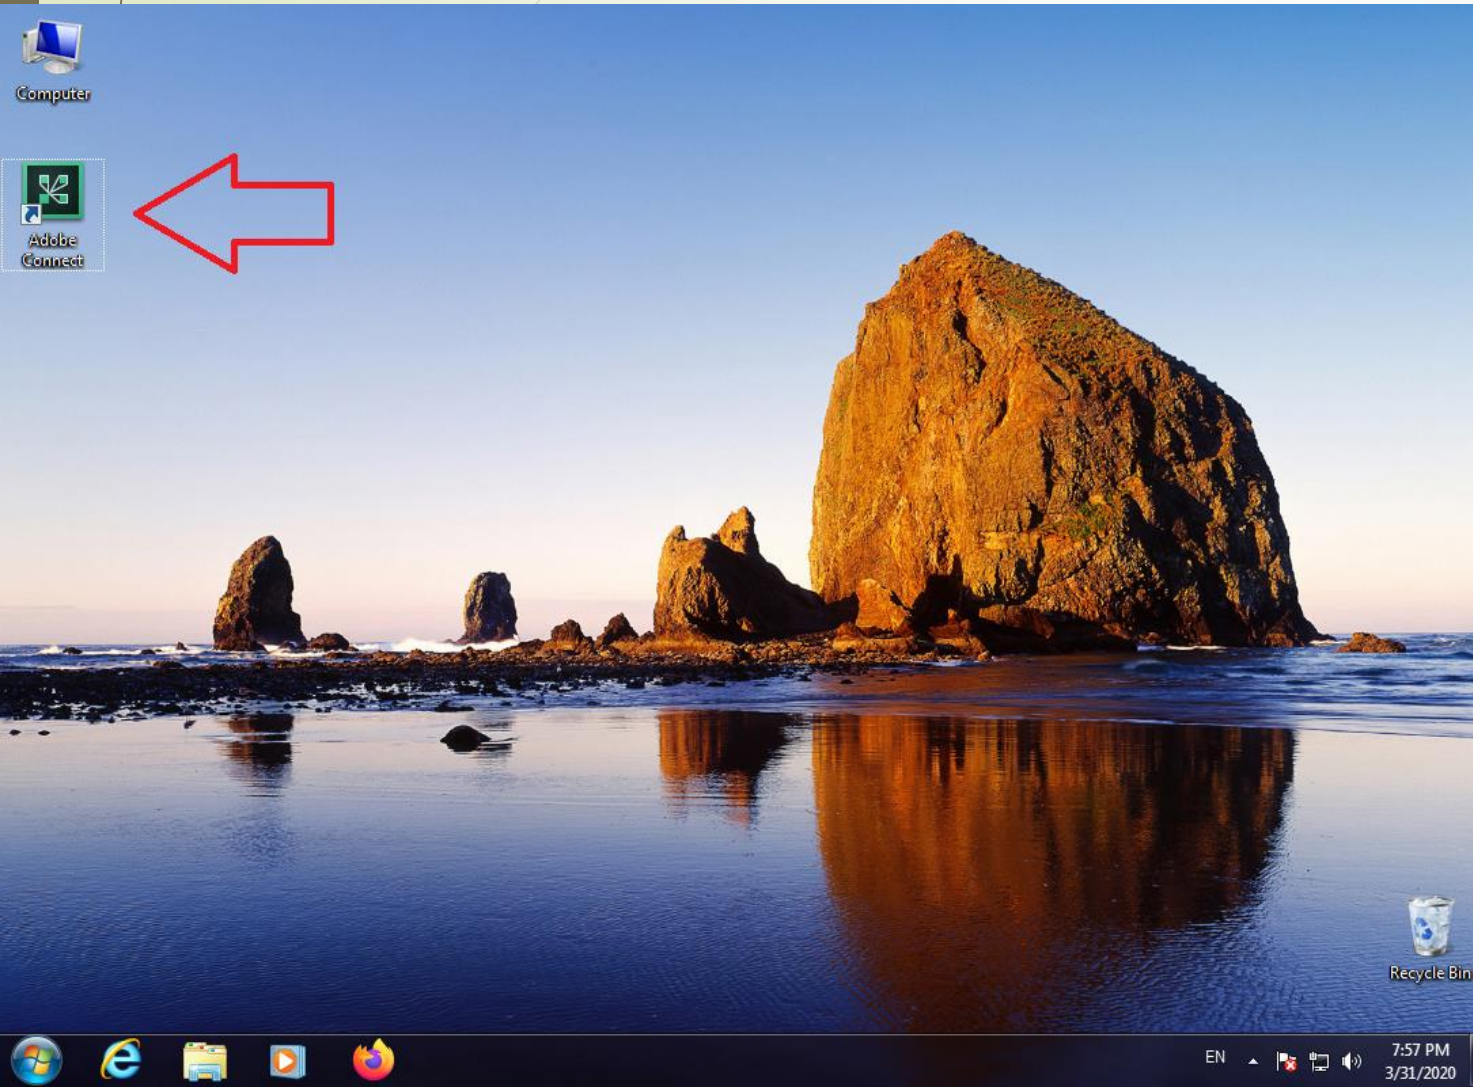 Computer
Adobe
Connect
Recycle Bin
EN
7:57 PM
3/31/2020